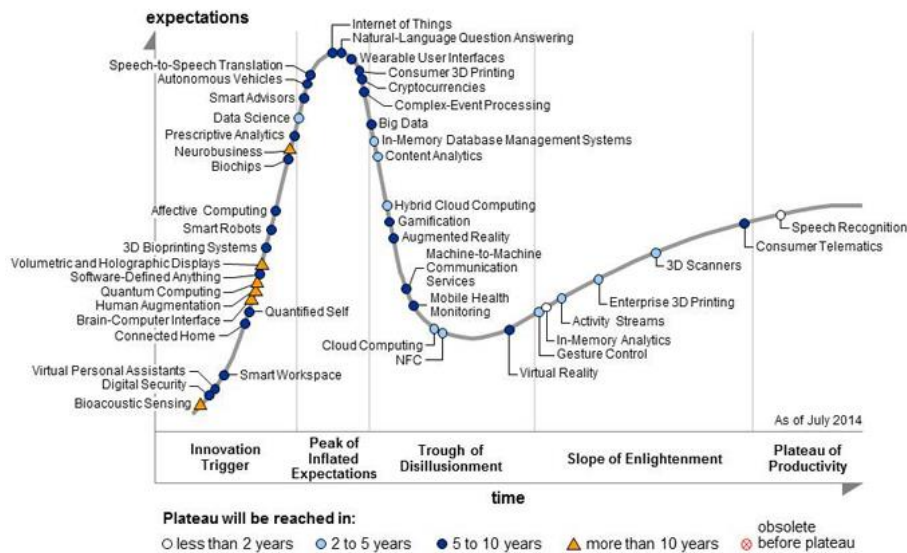 expectations
Internet of Things
Natural-Language Question Answering
Wearable User Interfaces
Speech-to-Speech Translation
Consumer 3D Printing
Autonomous Vehicles
Cryptocurrencies
Smart Advisors
Complex-Event Processing
Data Science
Big Data
Prescriptive Analytics
In-Memory Database Management Systems
Neurobusiness
Content Analytics
Biochips
Hybrid Cloud Computing
Affective Computing
Gamification
Speech Recognition
Smart Robots
Augmented Reality
Consumer Telematics
3D Bioprinting Systems
Machine-to-Machine
Communication
Services
Volumetric and Holographic Displays
3D Scanners
Software-Defined Anything
Quantum Computing
Mobile Health
Monitoring
Enterprise 3D Printing
Human Augmentation
Quantified Self
Brain-Computer Interface
Activity Streams
Connected Home
Cloud Computing
In-Memory Analytics
NFC
Gesture Control
Virtual Personal Assistants
Smart Workspace
Virtual Reality
Digital Security
Bioacoustic Sensing
As of July 2014
Innovation
Trigger
Peak of
Inflated
Expectations
Trough of
Disillusionment
Slope of Enlightenment
Plateau of
Productivity
time
Plateau will be reached in:
less than 2 years
2 to 5 years
5 to 10 years
more than 10 years
obsolete
before plateau